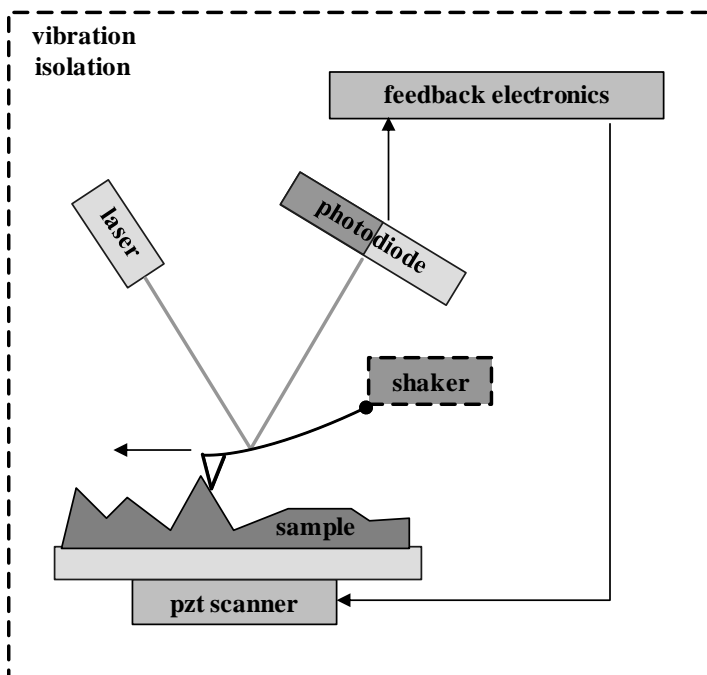 vibration
isolation
feedback electronics
laser
photodiode
shaker
sample
pzt scanner